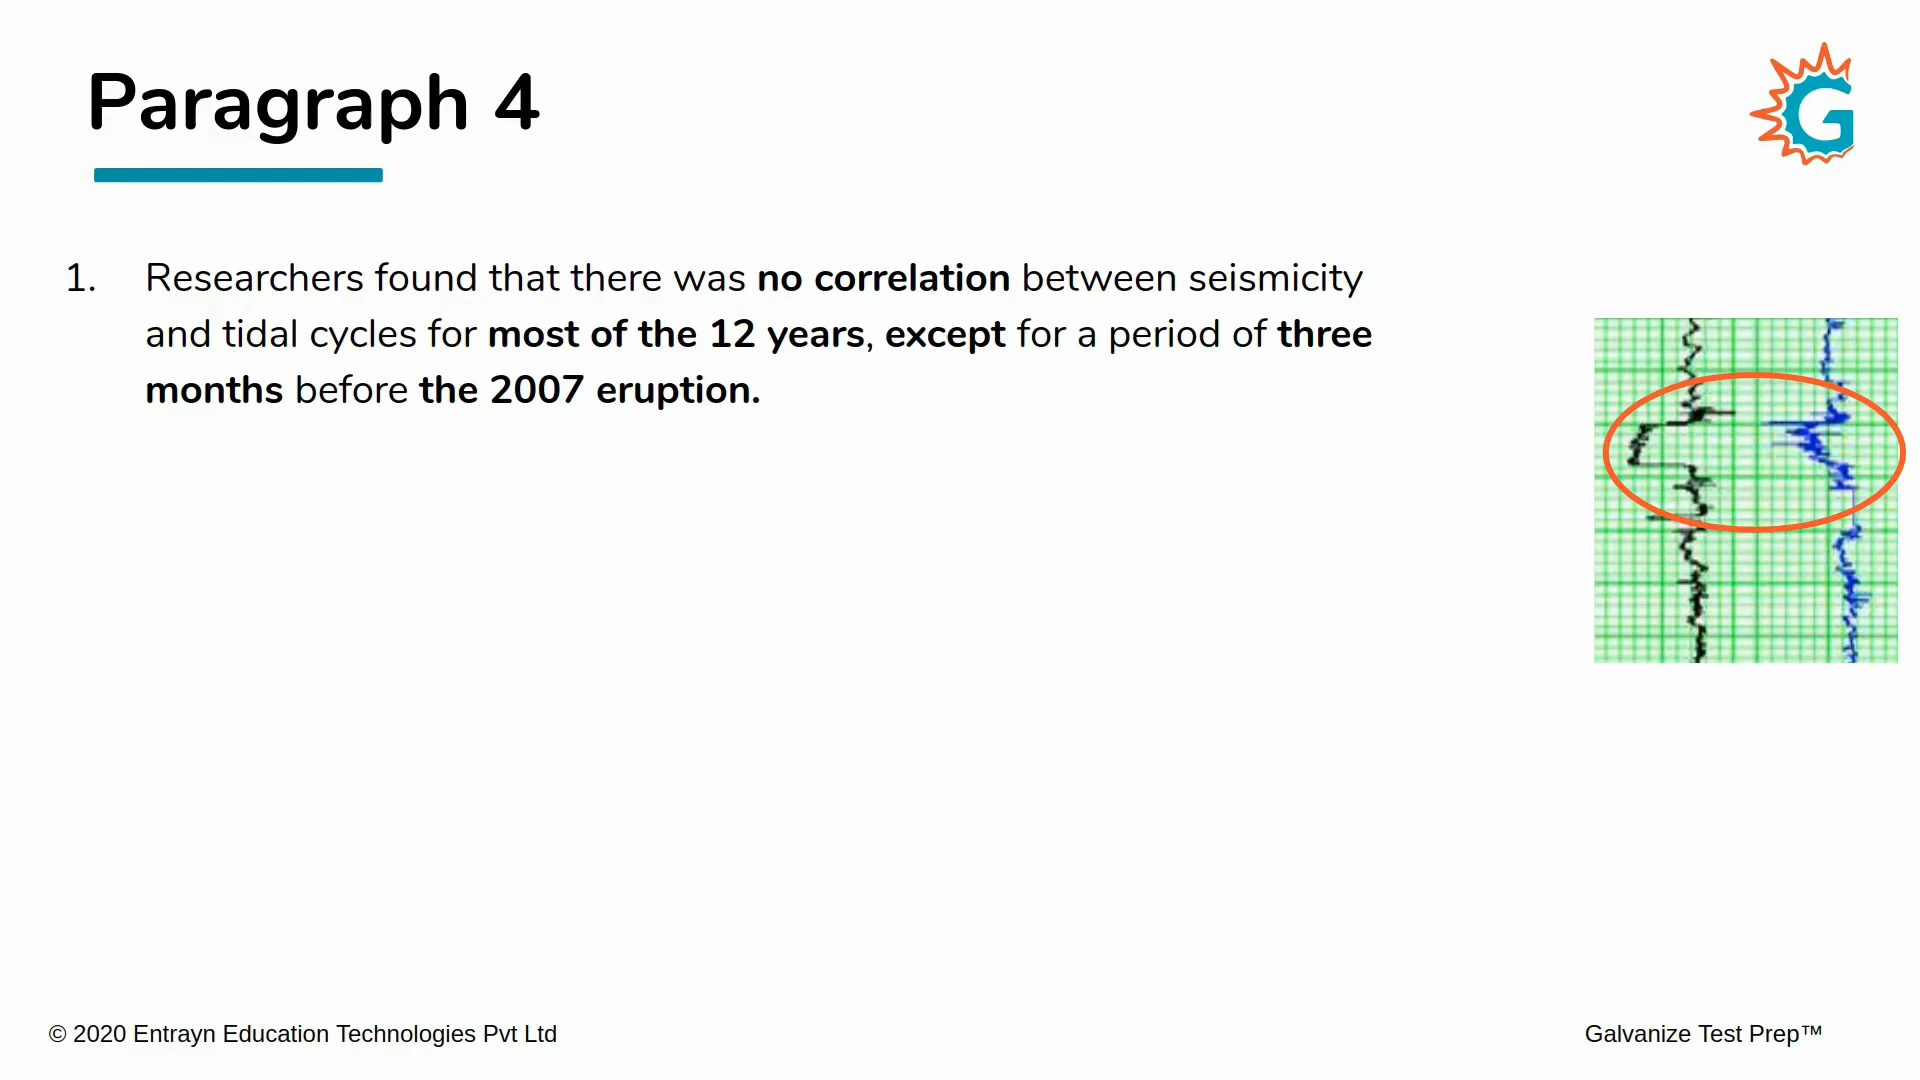 Paragraph 4
G
1. Researchers found that there was no correlation between seismicity
and tidal cycles for most of the 12 years, except for a period of three
months before the 2007 eruption.
© 2020 Entrayn Education Technologies Pvt Ltd
Galvanize Test Prep™